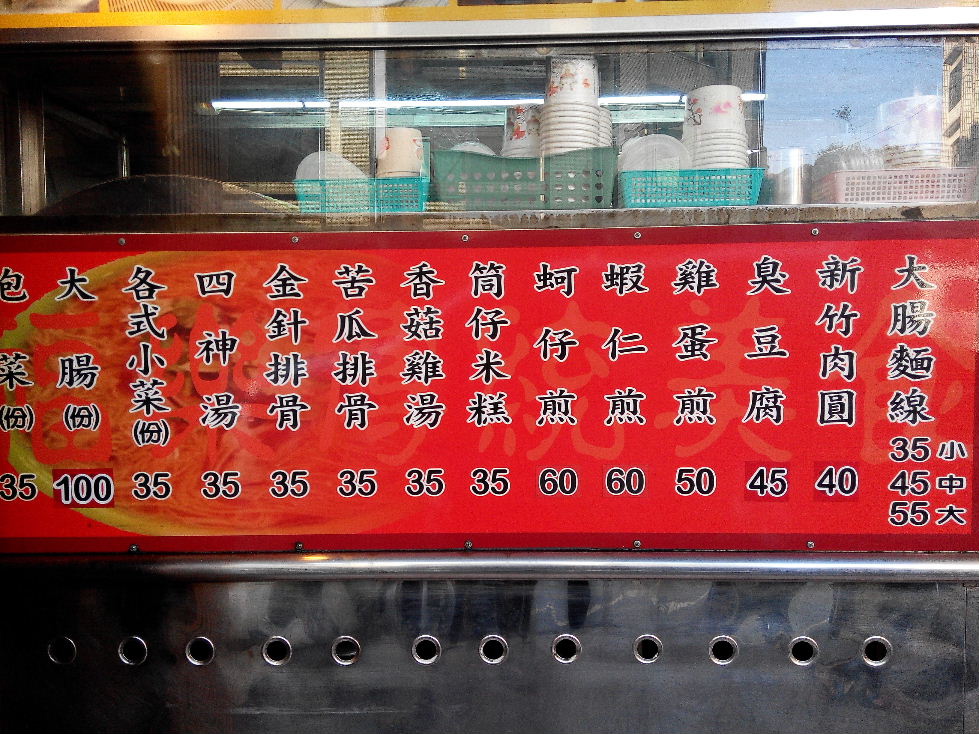 大腸麵線
35小
45中
55大
新竹肉圓
40
臭豆腐
45
雞蛋煎
50
蝦仁煎
60
蚵仔煎
60
筒仔米糕
35
香菇雞湯
35
苦瓜排骨
35
金針排骨
35
四神湯
35
各式小菜(份)
35
大腸(份)
100
包菜(份)
35